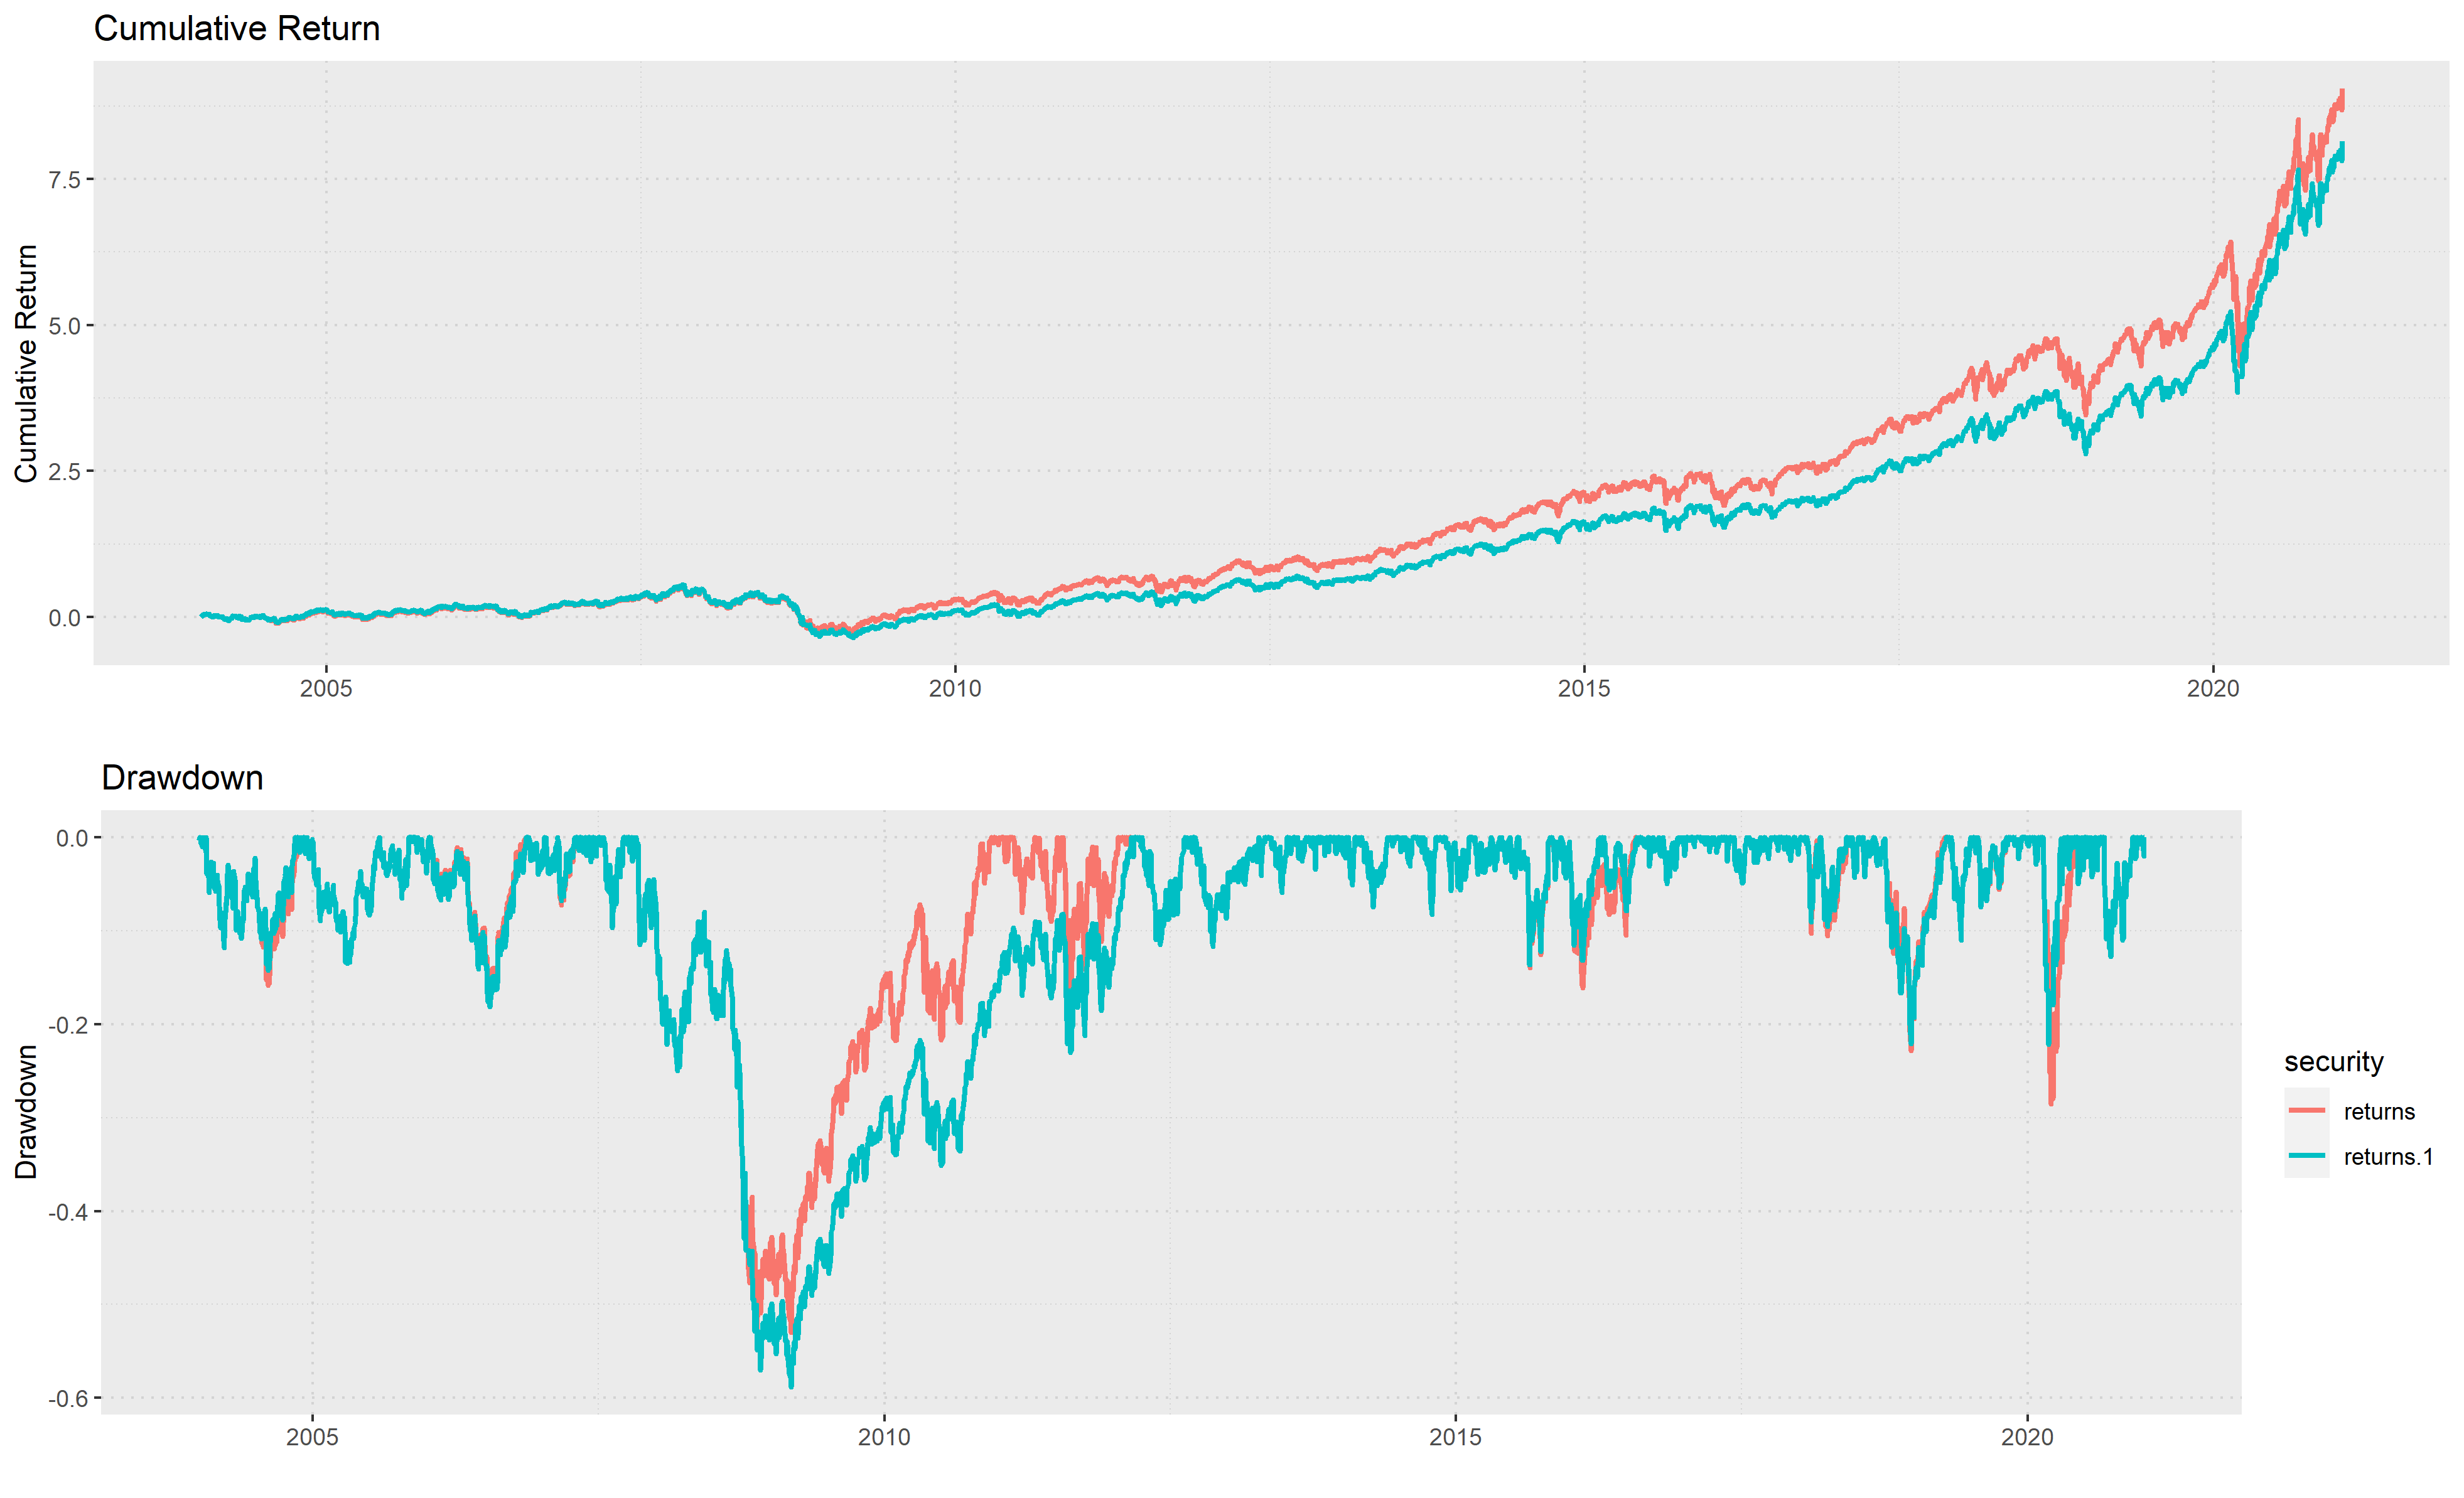 Cumulative Return
Cumulative Return
7.5
5.0
2.5
0.0
2005 2010 2015 2020
Drawdown
Drawdown
0.0
-0.2
-0.4
-0.6
2005 2010 2015 2020
security
returns
returns.1